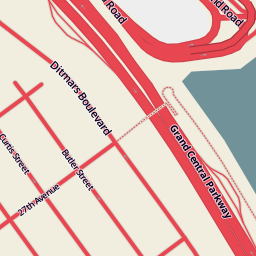 Road
Road
Ditmars Boulevard
Grand Central Parkway
Curtis Street
Butler Street
27th Avenue